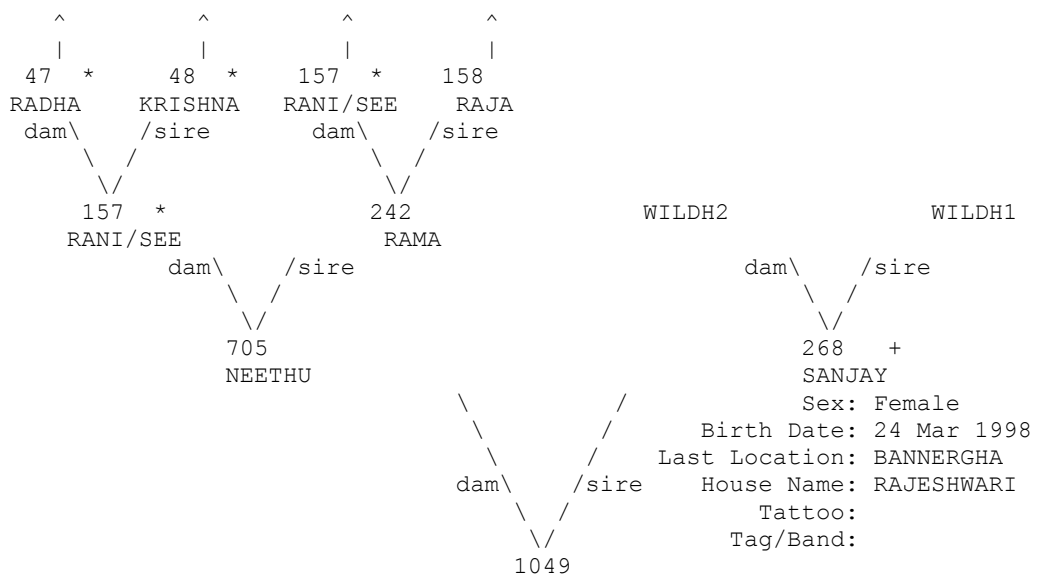 ^ ^ ^ ^
| | | |
47 * 48 * 157 * 158
RADHA KRISHNA RANI/SEE RAJA
dam\ /sire dam\ /sire
\ / \ /
\/ \/
157 * 242 WILDH2 WILDH1
RANI/SEE RAMA
dam\ /sire dam\ /sire
\ / \ /
\/ \/
705 268 +
NEETHU SANJAY
\ / Sex: Female
\ / Birth Date: 24 Mar 1998
\ / Last Location: BANNERGHA
dam\ /sire House Name: RAJESHWARI
\ / Tattoo:
\/ Tag/Band:
1049